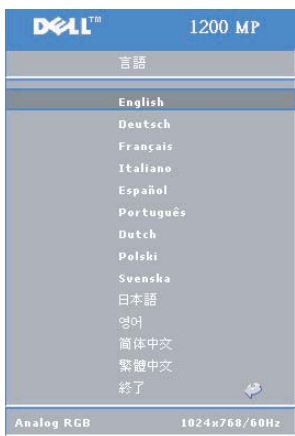 DELL™ 1200 MP
言語
English
Deutsch
Français
Italiano
Español
Português
Dutch
Polski
Svenska
日本語
영어
简体中文
繁體中文
終了
Analog RGB 1024x768/60Hz